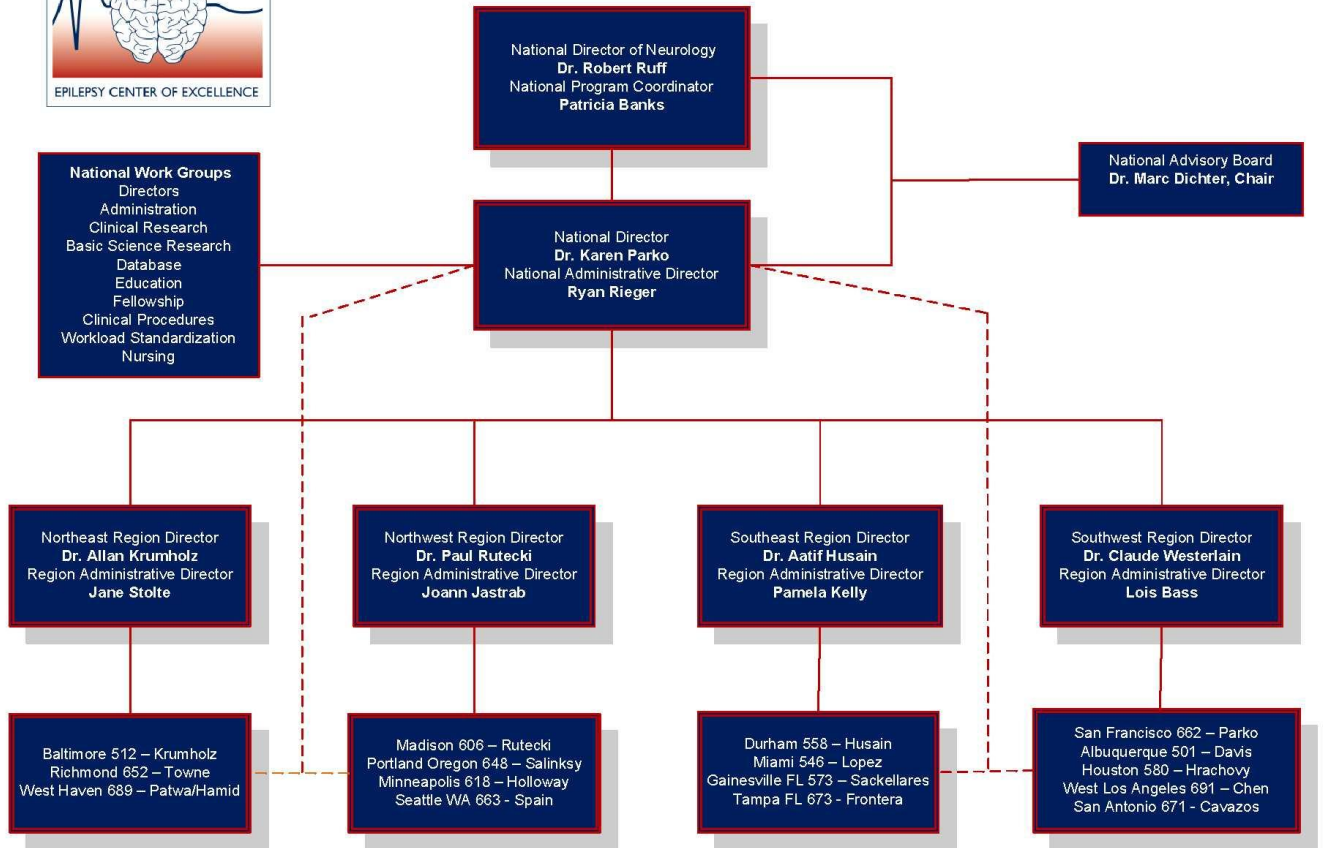 EPILEPSY CENTER OF EXCELLENCE
National Director of Neurology
Dr. Robert Ruff
National Program Coordinator
Patricia Banks
National Work Groups
Directors
Administration
Clinical Research
Basic Science Research
Database
Education
Fellowship
Clinical Procedures
Workload Standardization
Nursing
National Director
Dr. Karen Parko
National Administrative Director
Ryan Rieger
National Advisory Board
Dr. Marc Dichter, Chair
Northeast Region Director
Dr. Allan Krumholz
Region Administrative Director
Jane Stolte
Northwest Region Director
Dr. Paul Rutecki
Region Administrative Director
Joann Jastrab
Southeast Region Director
Dr. Aatif Husain
Region Administrative Director
Pamela Kelly
Southwest Region Director
Dr. Claude Westerlain
Region Administrative Director
Lois Bass
Baltimore 512 – Krumholz
Richmond 652 – Towne
West Haven 689 – Patwa/Hamid
Madison 606 – Rutecki
Portland Oregon 648 – Salinksy
Minneapolis 618 – Holloway
Seattle WA 663 - Spain
Durham 558 – Husain
Miami 546 – Lopez
Gainesville FL 573 – Sackellares
Tampa FL 673 - Frontera
San Francisco 662 – Parko
Albuquerque 501 – Davis
Houston 580 – Hrachovy
West Los Angeles 691 – Chen
San Antonio 671 - Cavazos